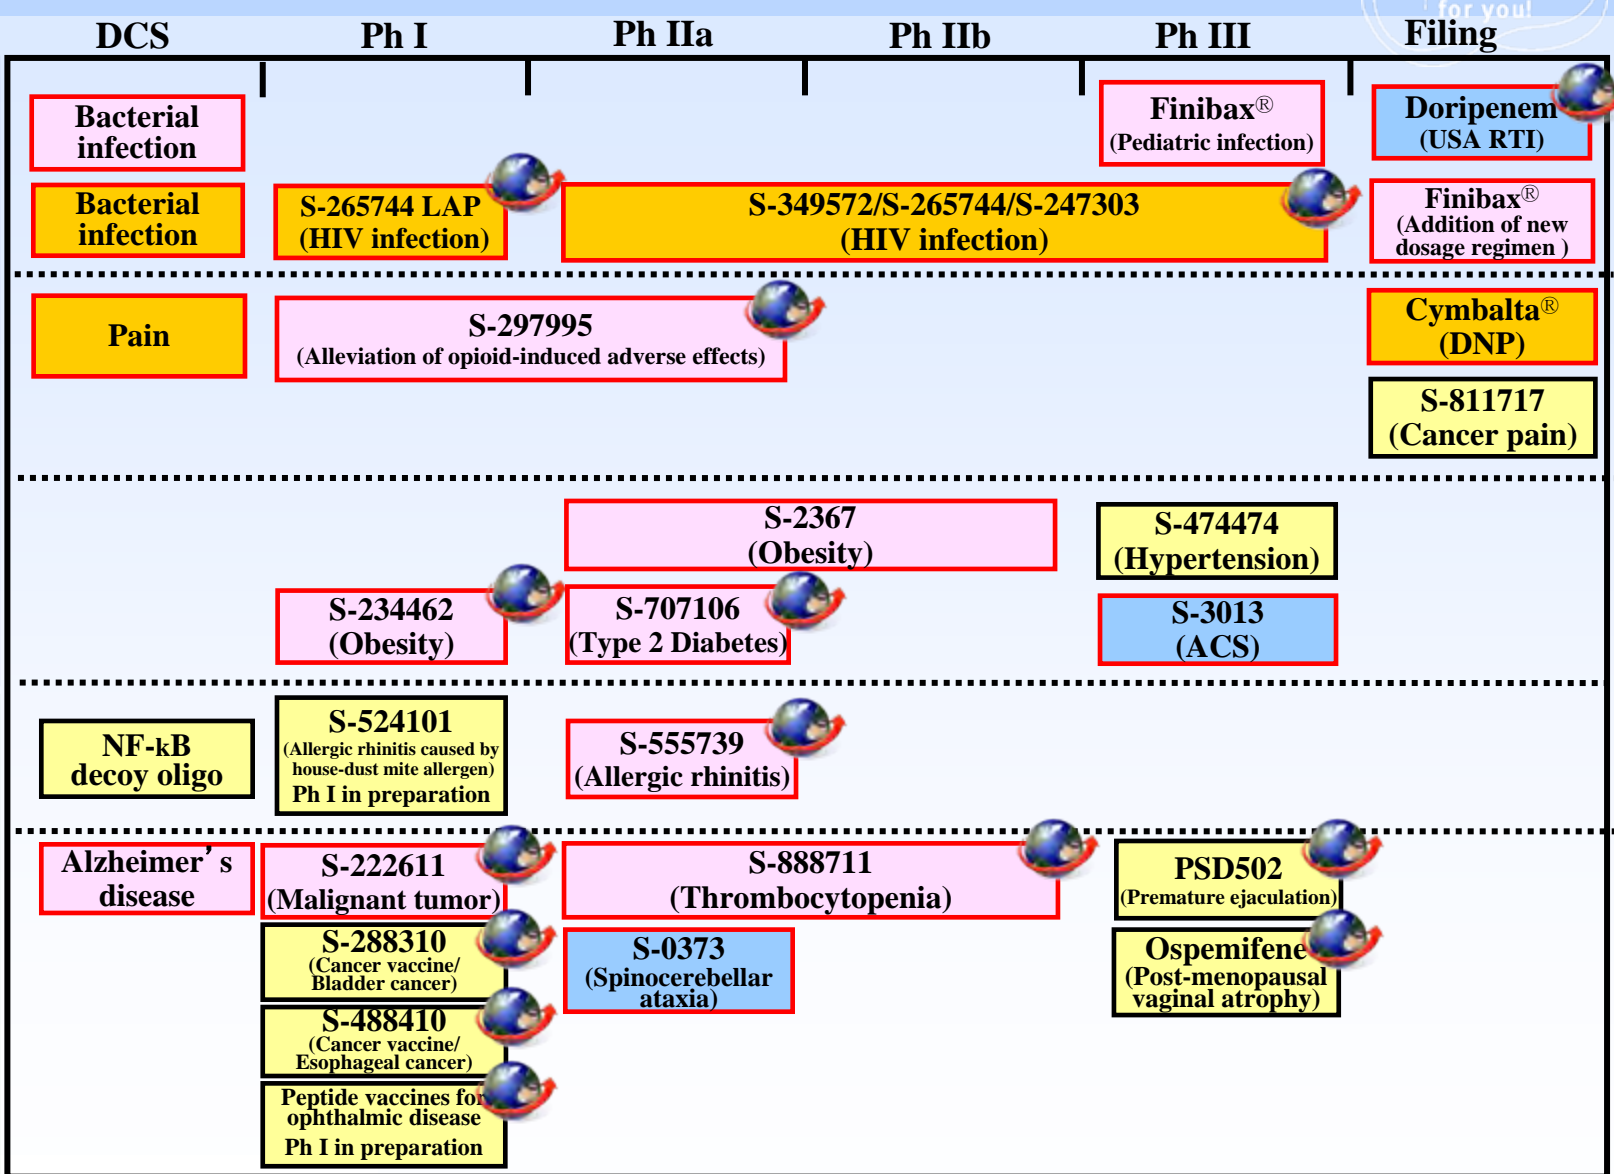 for you!
DCS Ph I Ph IIa Ph IIb Ph III Filing
Bacterial
infection
Finibax®
(Pediatric infection)
Doripenem
(USA RTI)
Bacterial
infection
S-265744 LAP
(HIV infection)
S-349572/S-265744/S-247303
(HIV infection)
Finibax®
(Addition of new
dosage regimen )
Pain
S-297995
(Alleviation of opioid-induced adverse effects)
Cymbalta®
(DNP)
S-811717
(Cancer pain)
S-2367
(Obesity)
S-474474
(Hypertension)
S-234462
(Obesity)
S-707106
(Type 2 Diabetes)
S-3013
(ACS)
NF-kB
decoy oligo
S-524101
(Allergic rhinitis caused by
house-dust mite allergen)
Ph I in preparation
S-555739
(Allergic rhinitis)
Alzheimer’s
disease
S-222611
(Malignant tumor)
S-888711
(Thrombocytopenia)
PSD502
(Premature ejaculation)
S-288310
(Cancer vaccine/
Bladder cancer)
S-0373
(Spinocerebellar
ataxia)
Ospemifene
(Post-menopausal
vaginal atrophy)
S-488410
(Cancer vaccine/
Esophageal cancer)
Peptide vaccines for
ophthalmic disease
Ph I in preparation